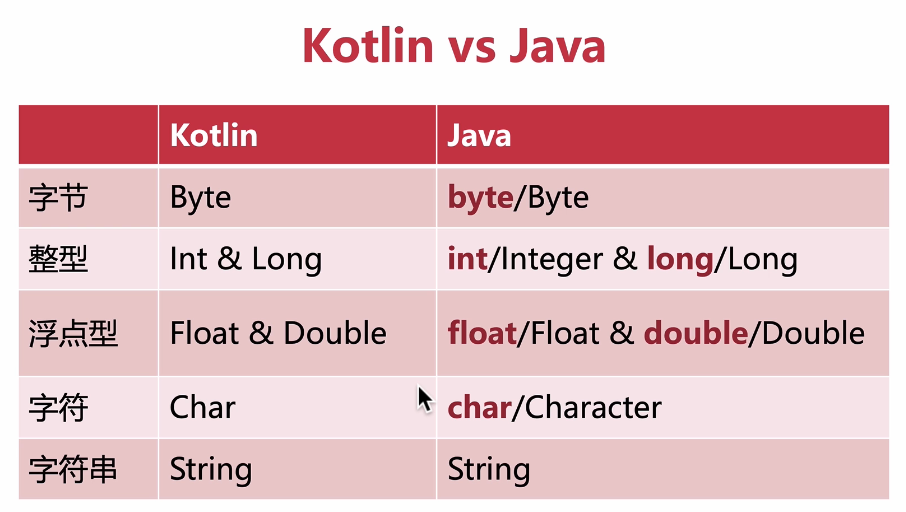 Kotlin vs Java
Kotlin Java
字节 Byte byte/Byte
整型 Int & Long int/Integer & long/Long
浮点型 Float & Double float/Float & double/Double
字符 Char char/Character
字符串 String String